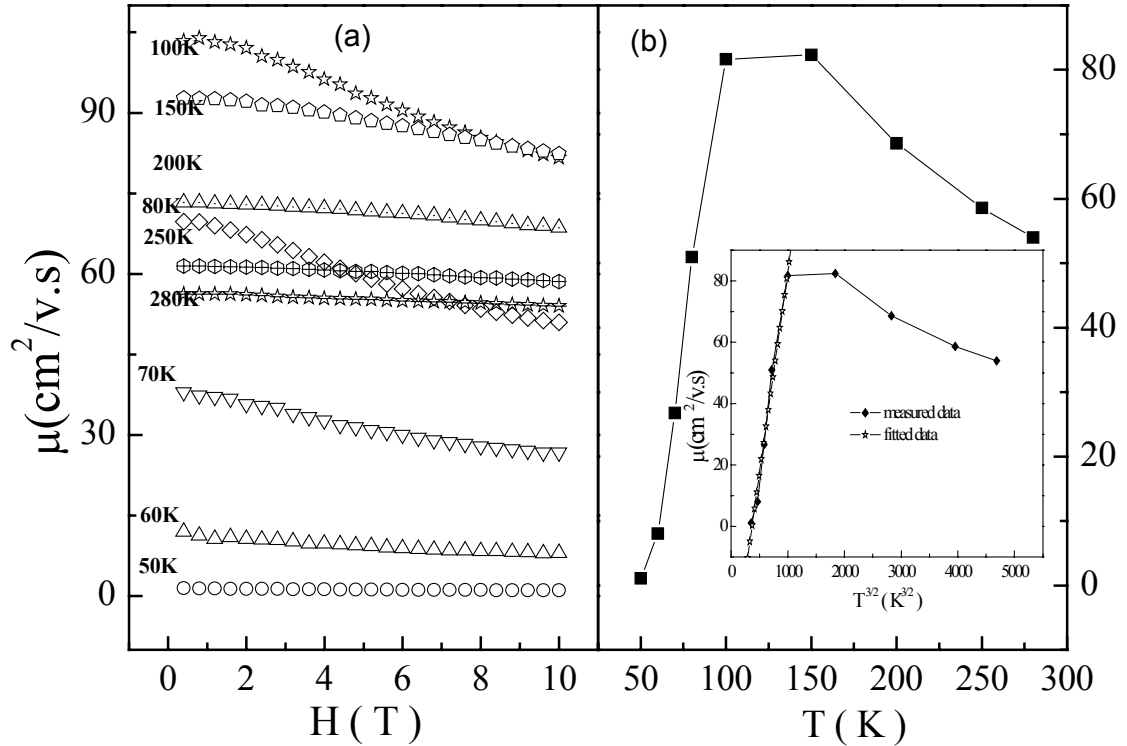 (a)
100K
150K
200K
80K
250K
280K
70K
60K
50K
90
60
30
0
μ(cm²/v.s)
0 2 4 6 8 10
H ( T )
(b)
80
60
40
20
0
50 100 150 200 250 300
T ( K )
80
60
40
20
80
0
μ(cm²/v.s)
measured data
fitted data
0 1000 2000 3000 4000 5000
T^3/2 (K^3/2)